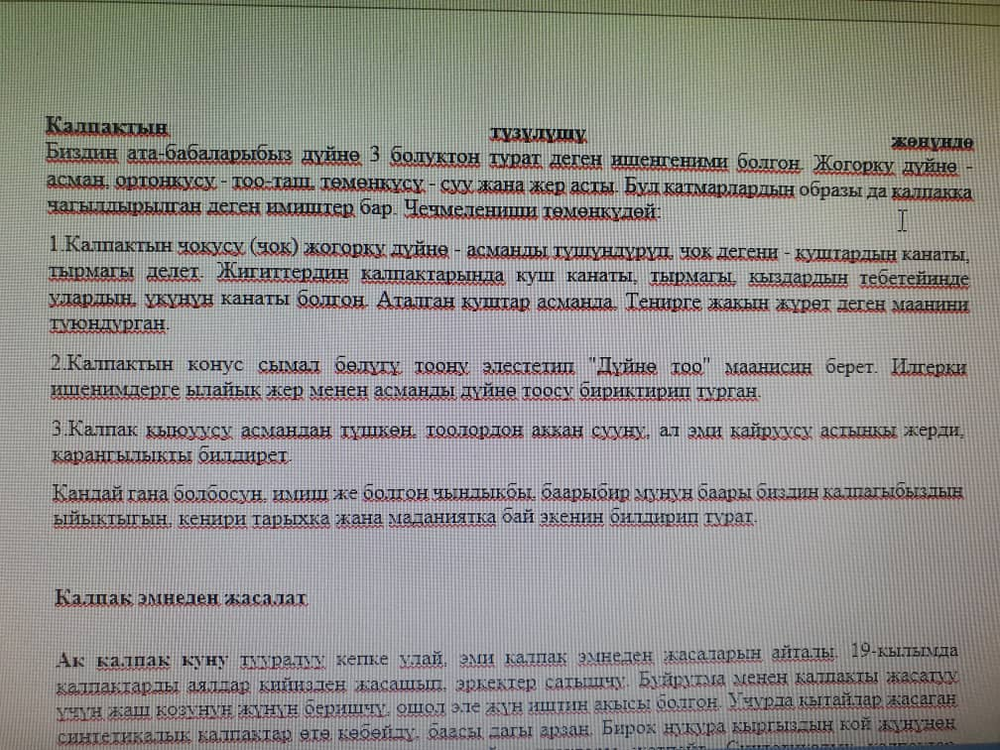 Калпактын түзүлүшү жөнүндө
Биздин ата-бабаларыбыз дүйнө 3 болуктон турат деген ишенгеними болгон. Жогорку дүйнө -
асман, ортонкусу - тоо-таш, төмөнкүсү - суу жана жер асты. Бул катмарлардын образы да калпакка
чагылдырылган деген имиштер бар. Чечмелениши төмөнкүдөй:
1.Калпактын чокусу (чок) жогорку дүйнө - асманды түшүндүрүп, чок дегени - куштардын канаты,
тырмагы делет. Жигиттердин калпактарында куш канаты, тырмагы, кыздардын тебетейинде
улардын, үкүнүн канаты болгон. Аталган куштар асманда, Теңирге жакын жүрөт деген маанини
туюндурган.
2.Калпактын конус сымал бөлүгү тоону элестетип "Дүйнө тоо" маанисин берет. Илгерки
ишенимдерге ылайык жер менен асманды дүйнө тоосу бириктирип турган.
3.Калпак кыюусу асмандан түшкөн, тоолордон аккан сууну, ал эми кайруусу астынкы жерди,
карангылыкты билдирет.
Кандай гана болбосун, имиш же болгон чындыкбы, баарыбир мунун баары биздин калпагыбыздын
ыйыктыгын, кенири тарыхка жана маданиятка бай экенин билдирип турат.
Калпак эмнеден жасалат
Ак калпак күнү тууралуу кепке улай, эми калпак эмнеден жасаларын айталы. 19-кылымда
калпактарды аялдар кийизден жасашып, эркектер сатышчу. Буйрутма менен калпакты жасатуу
үчүн жаш козунун жүнүн беришчү, ошол эле жүн иштин акысы болгон. Учурда кытайлар жасаган
синтетикалык калпактар өтө көбөйдү, баасы дагы арзан. Бирок нукура кыргыздын кой жүнүнөн